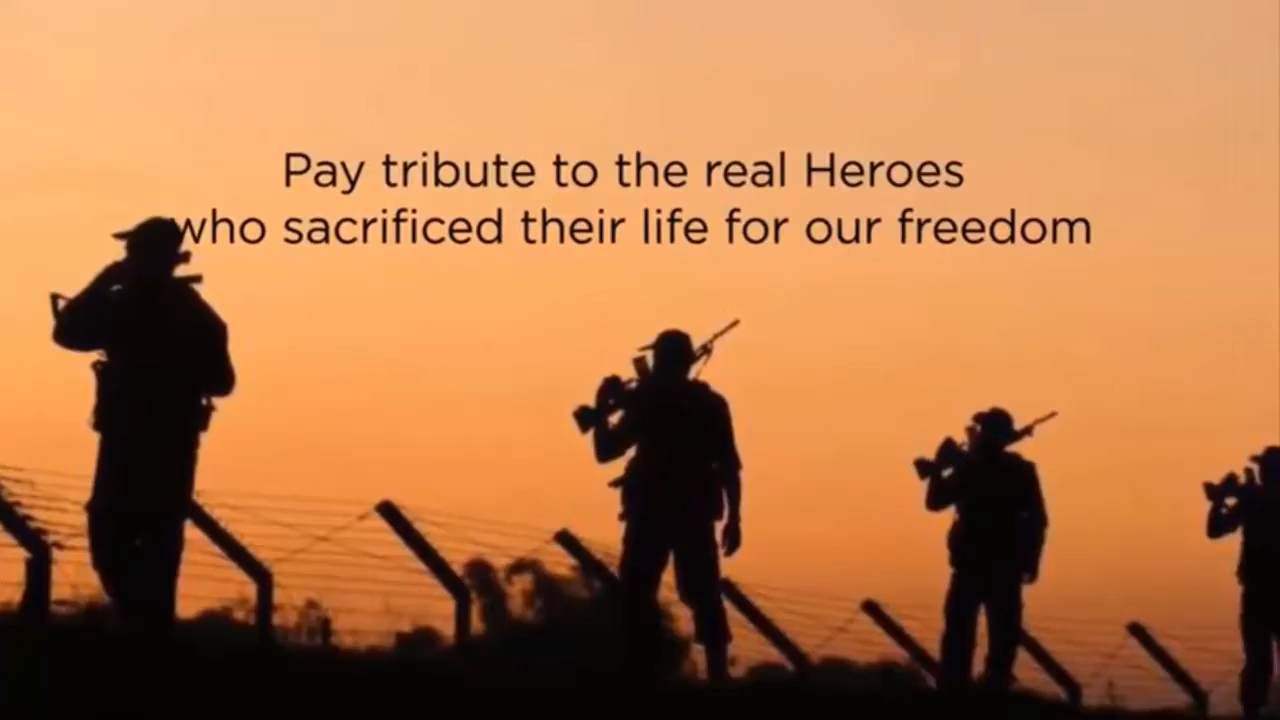 Pay tribute to the real Heroes
who sacrificed their life for our freedom